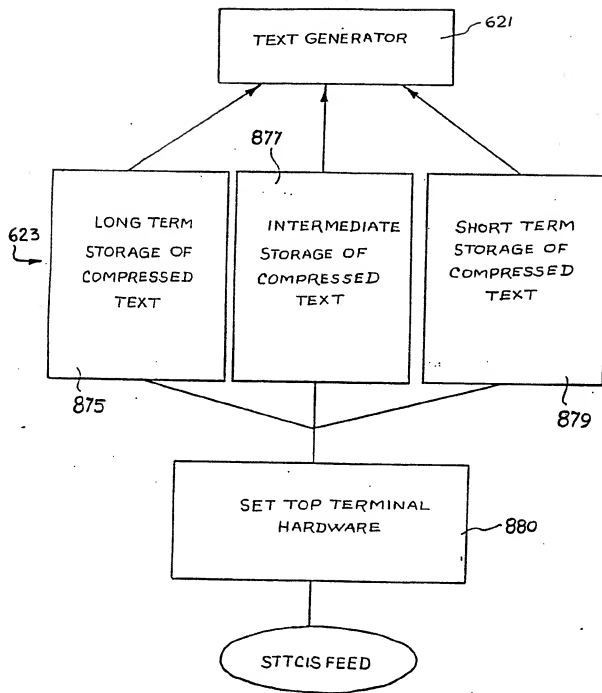 TEXT GENERATOR
621
877
623
LONG TERM
STORAGE OF
COMPRESSED
TEXT
INTERMEDIATE
STORAGE OF
COMPRESSED
TEXT
SHORT TERM
STORAGE OF
COMPRESSED
TEXT
875
879
SET TOP TERMINAL
HARDWARE
880
STTCIS FEED